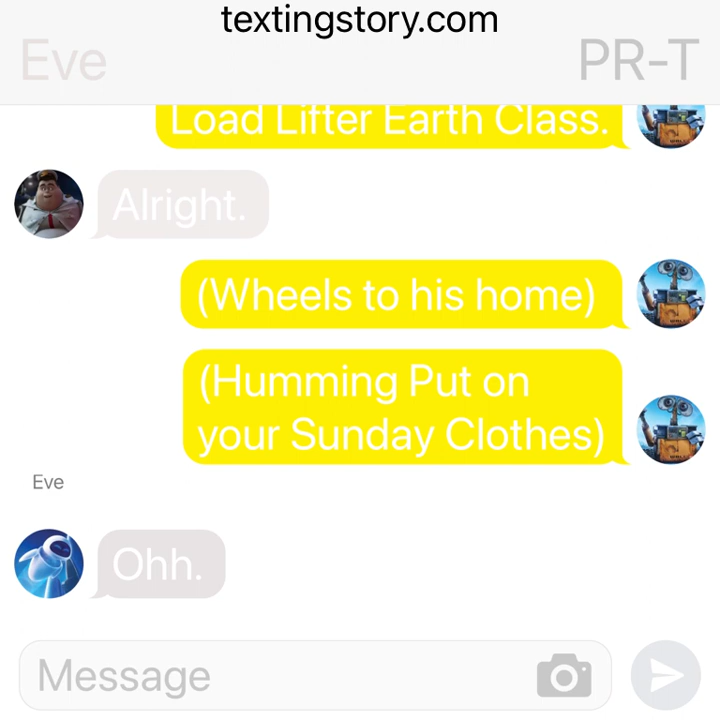 textingstory.com
Eve
PR-T
Load Lifter Earth Class.
Alright.
(Wheels to his home)
(Humming Put on
your Sunday Clothes)
Eve
Ohh.
Message